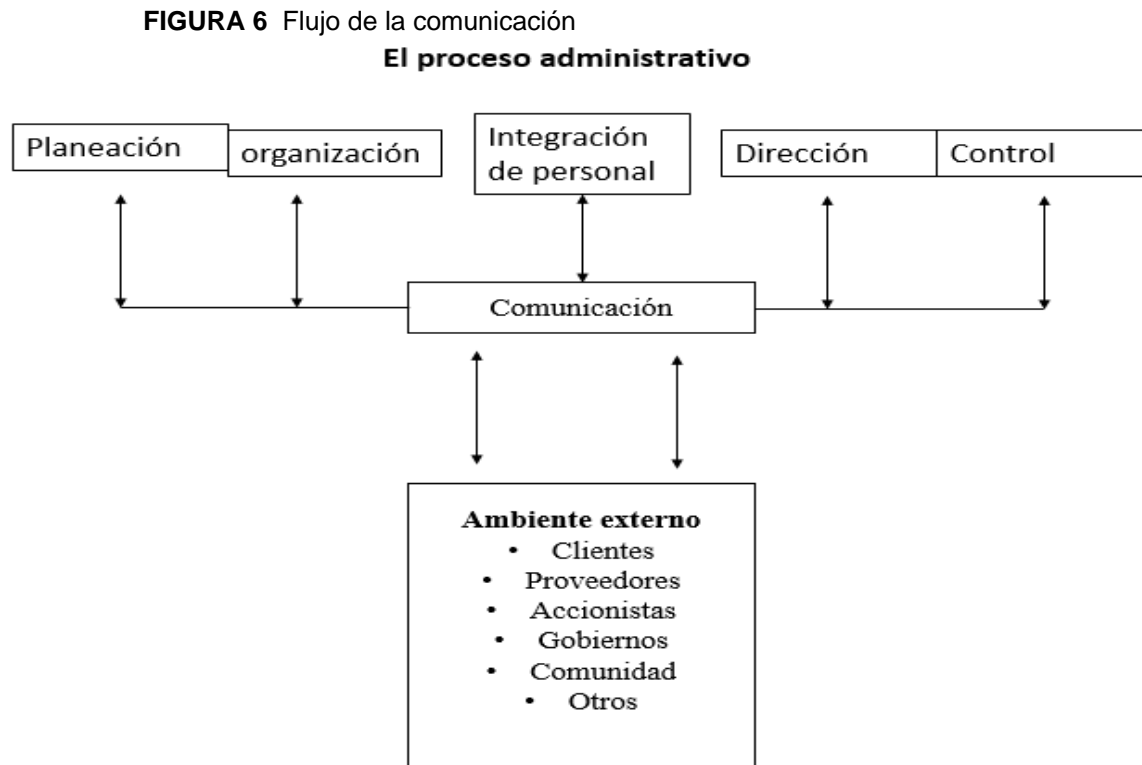 FIGURA 6 Flujo de la comunicación
El proceso administrativo
Planeación
organización
Integración
de personal
Dirección
Control
Comunicación
Ambiente externo
• Clientes
• Proveedores
• Accionistas
• Gobiernos
• Comunidad
• Otros